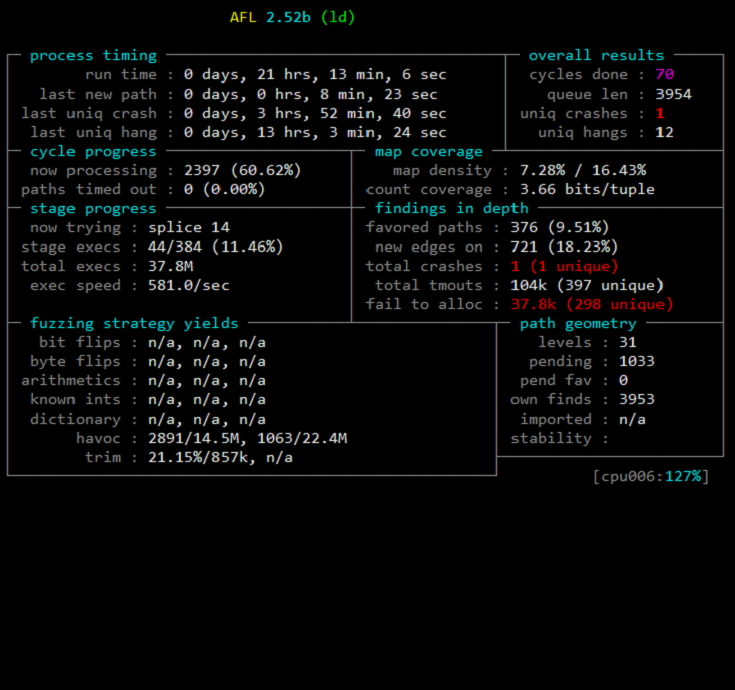 AFL 2.52b (ld)
process timing overall results
run time : 0 days, 21 hrs, 13 min, 6 sec cycles done : 70
last new path : 0 days, 0 hrs, 8 min, 23 sec queue len : 3954
last uniq crash : 0 days, 3 hrs, 52 min, 40 sec uniq crashes : 1
last uniq hang : 0 days, 13 hrs, 3 min, 24 sec uniq hangs : 12
cycle progress map coverage
now processing : 2397 (60.62%) map density : 7.28% / 16.43%
paths timed out : 0 (0.00%) count coverage : 3.66 bits/tuple
stage progress findings in depth
now trying : splice 14 favored paths : 376 (9.51%)
stage execs : 44/384 (11.46%) new edges on : 721 (18.23%)
total execs : 37.8M total crashes : 1 (1 unique)
exec speed : 581.0/sec total tmouts : 104k (397 unique)
fail to alloc : 37.8k (298 unique)
fuzzing strategy yields path geometry
bit flips : n/a, n/a, n/a levels : 31
byte flips : n/a, n/a, n/a pending : 1033
arithmetics : n/a, n/a, n/a pend fav : 0
known ints : n/a, n/a, n/a own finds : 3953
dictionary : n/a, n/a, n/a imported : n/a
havoc : 2891/14.5M, 1063/22.4M stability :
trim : 21.15%/857k, n/a
[cpu006:127%]